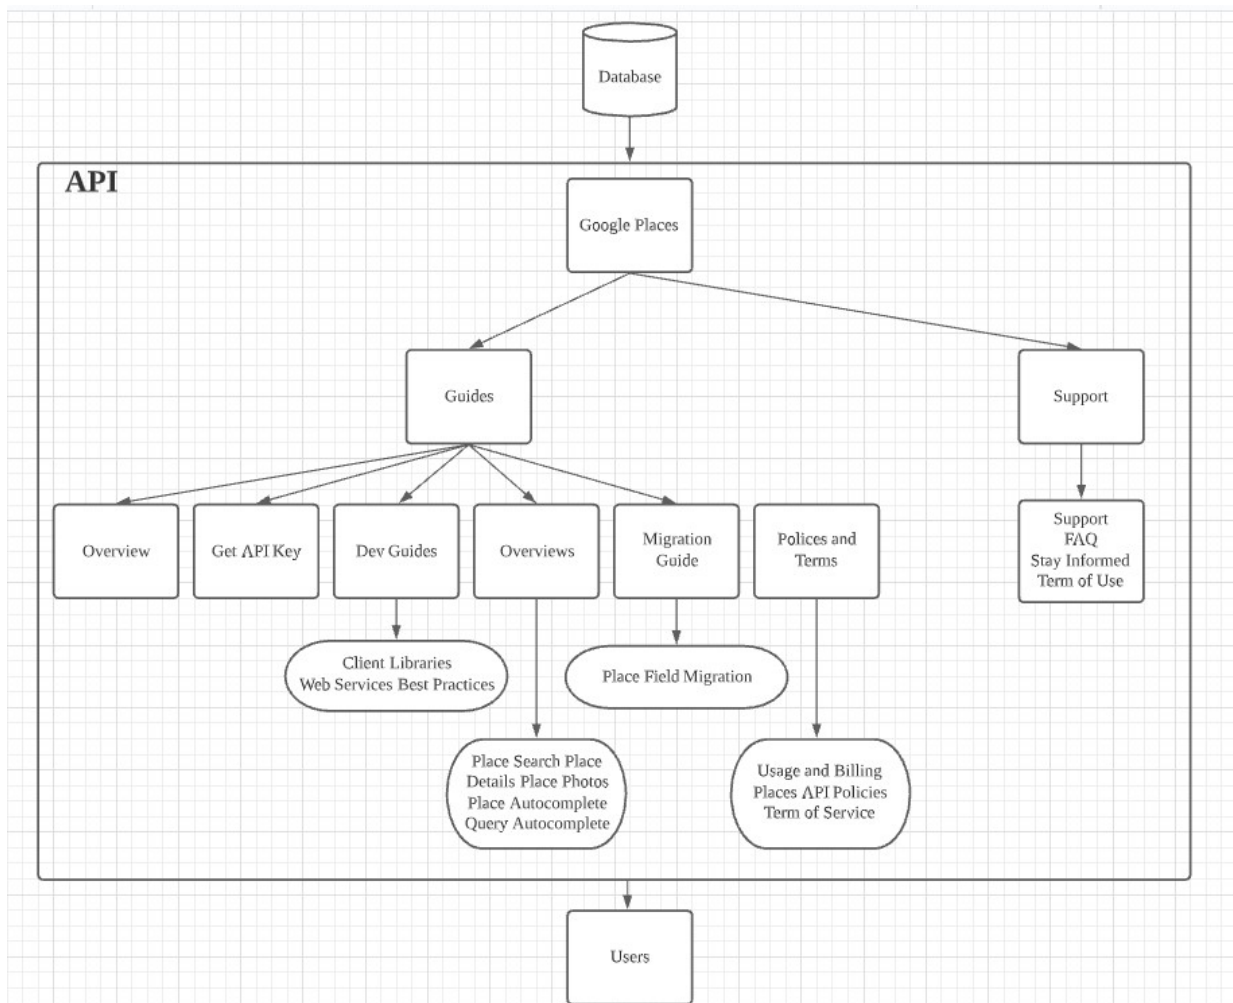 Database
API
Google Places
Guides
Support
Overview
Get API Key
Dev Guides
Overviews
Migration
Guide
Polices and
Terms
Support
FAQ
Stay Informed
Term of Use
Client Libraries
Web Services Best Practices
Place Field Migration
Place Search Place
Details Place Photos
Place Autocomplete
Query Autocomplete
Usage and Billing
Places API Policies
Term of Service
Users